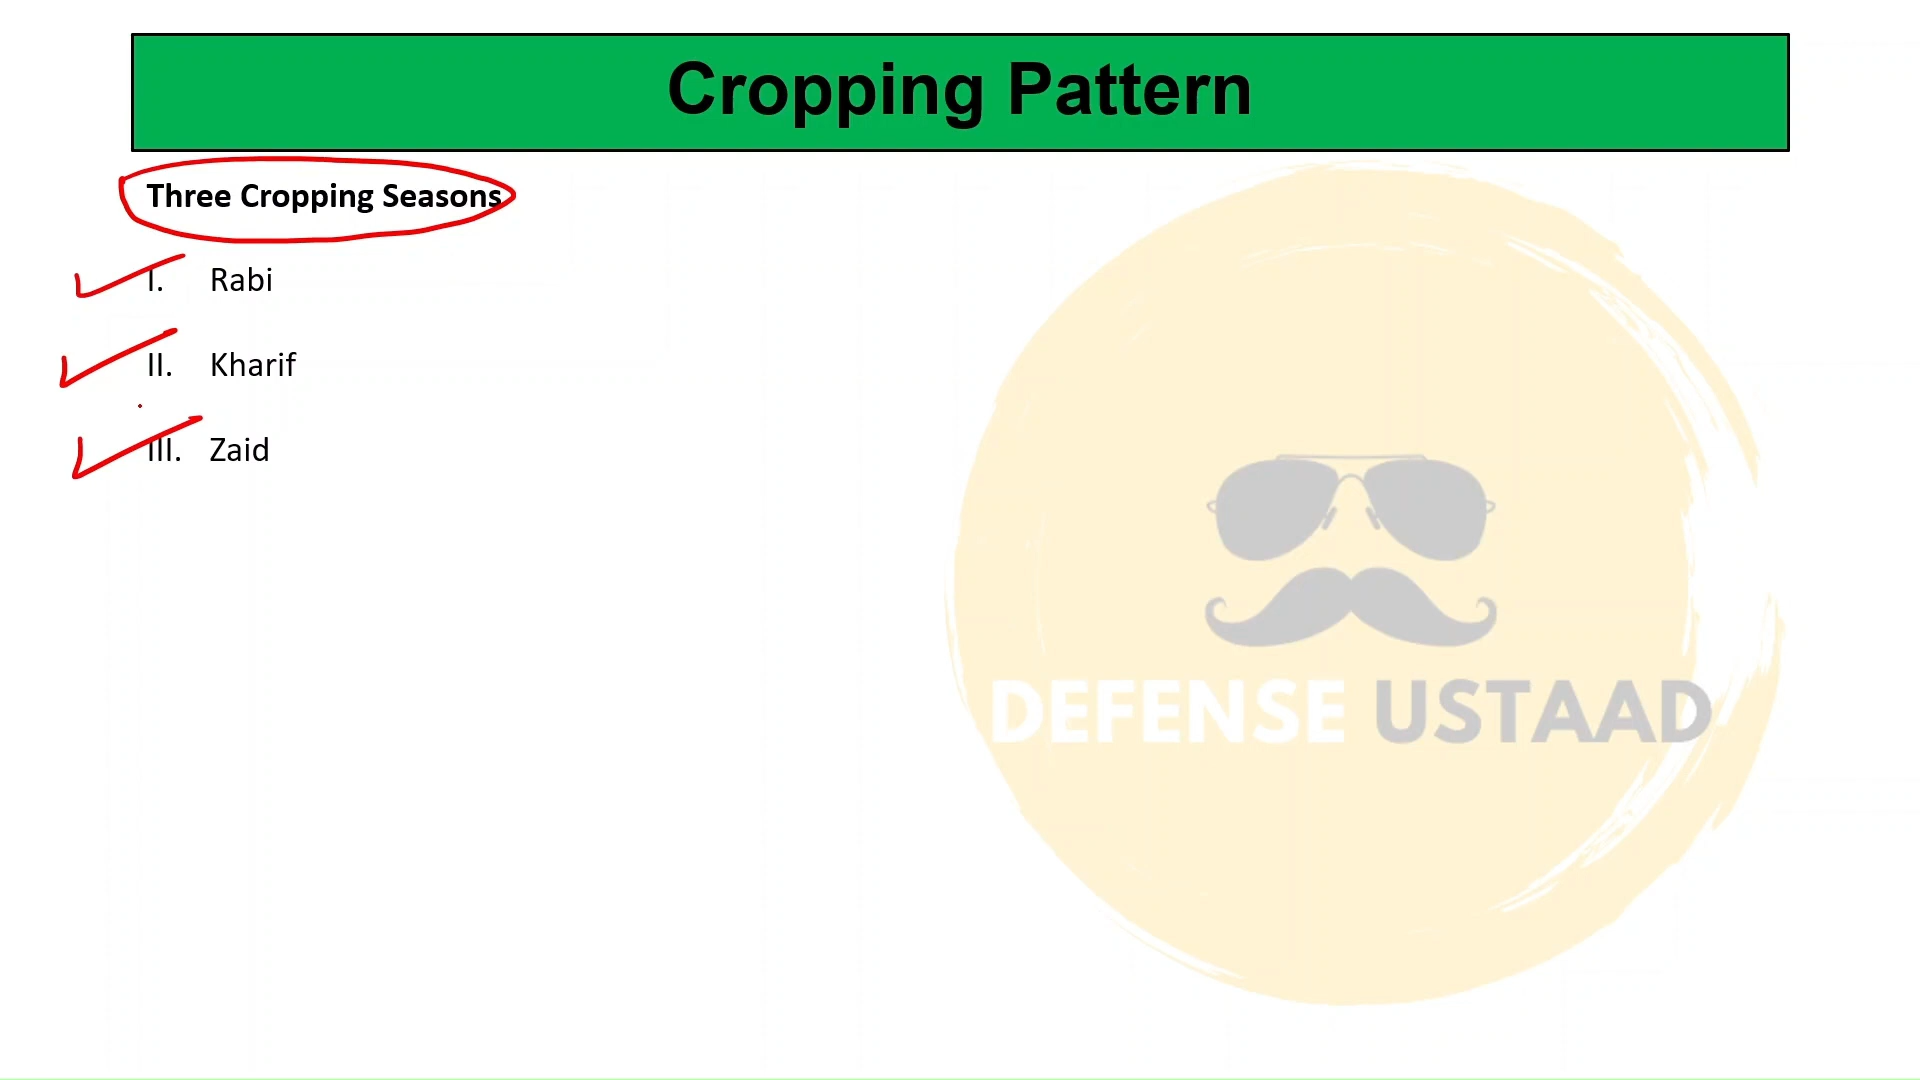 Cropping Pattern
Three Cropping Seasons
I. Rabi
II. Kharif
III. Zaid
DEFENSE USTAAD